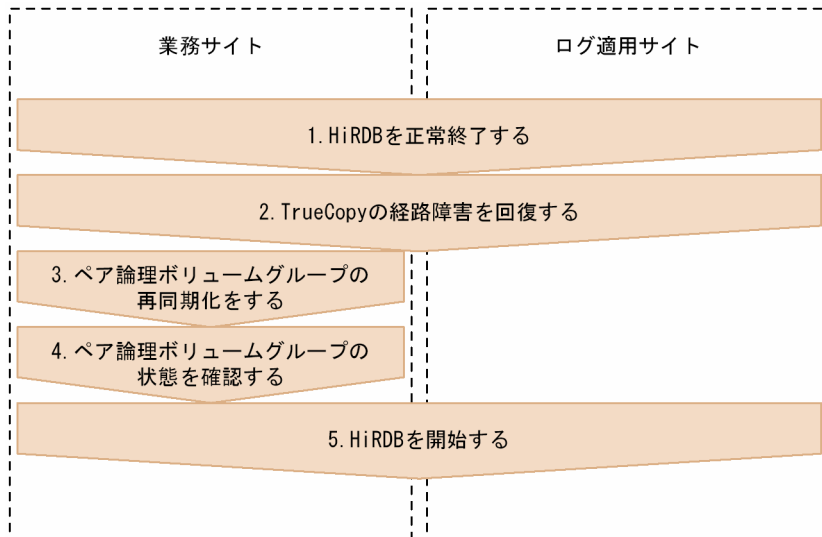 業務サイト
ログ適用サイト
1.HiRDBを正常終了する
2.TrueCopyの経路障害を回復する
3.ペア論理ボリュームグループの
再同期化をする
4.ペア論理ボリュームグループの
状態を確認する
5.HiRDBを開始する